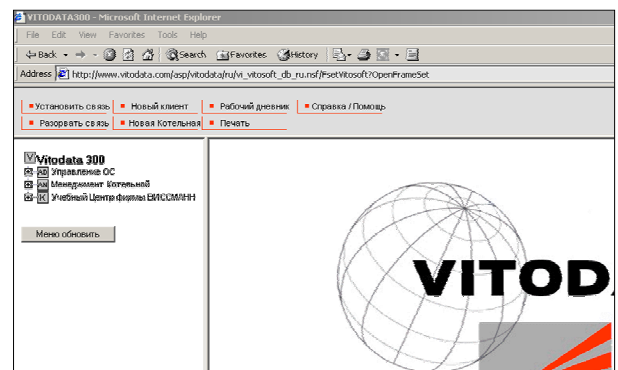 VITODATA300 - Microsoft Internet Explorer
File Edit View Favorites Tools Help
Back Search Favorites History
Address http://www.vitodata.com/asp/vitodata/ru/vi_vitosoft_db_ru.nsf/FsetVitosoft?OpenFrameSet
Установить связь Новый клиент Рабочий дневник Справка / Помощь
Разорвать связь Новая Котельная Печать
Vitodata 300
AD Управление ОС
AN Менеджмент Котельной
K Учебный Центр фирмы ВИССМАНН
Меню обновить
VITODA